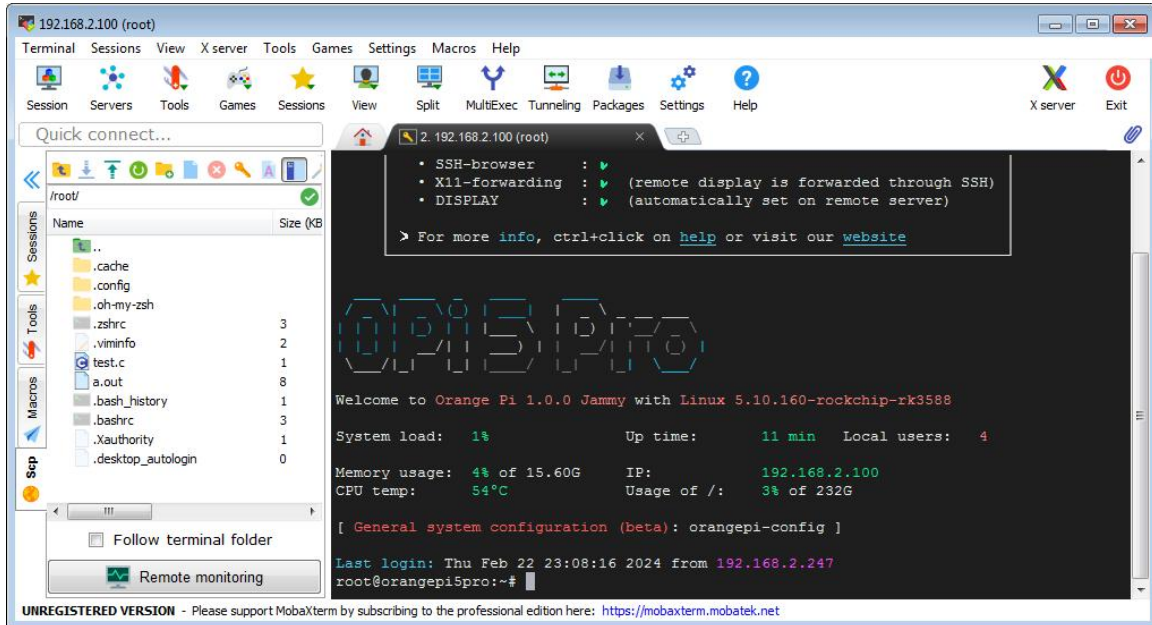 192.168.2.100 (root)
Terminal Sessions View X server Tools Games Settings Macros Help
Session Servers Tools Games Sessions View Split MultiExec Tunneling Packages Settings Help X server Exit
Quick connect...
2. 192.168.2.100 (root)
/root/
Name Size (KB
..
.cache
.config
.oh-my-zsh
.zshrc 3
.viminfo 2
test.c 1
a.out 8
.bash_history 1
.bashrc 3
.Xauthority 1
.desktop_autologin 0
Sessions
Tools
Macros
Scp
Follow terminal folder
Remote monitoring
• SSH-browser : ✔
• X11-forwarding : ✔ (remote display is forwarded through SSH)
• DISPLAY : ✔ (automatically set on remote server)
➤ For more info, ctrl+click on help or visit our website
OPi5 Pro
Welcome to Orange Pi 1.0.0 Jammy with Linux 5.10.160-rockchip-rk3588
System load: 1% Up time: 11 min Local users: 4
Memory usage: 4% of 15.60G IP: 192.168.2.100
CPU temp: 54°C Usage of /: 3% of 232G
[ General system configuration (beta): orangepi-config ]
Last login: Thu Feb 22 23:08:16 2024 from 192.168.2.247
root@orangepi5pro:~#
UNREGISTERED VERSION - Please support MobaXterm by subscribing to the professional edition here: https://mobaxterm.mobatek.net